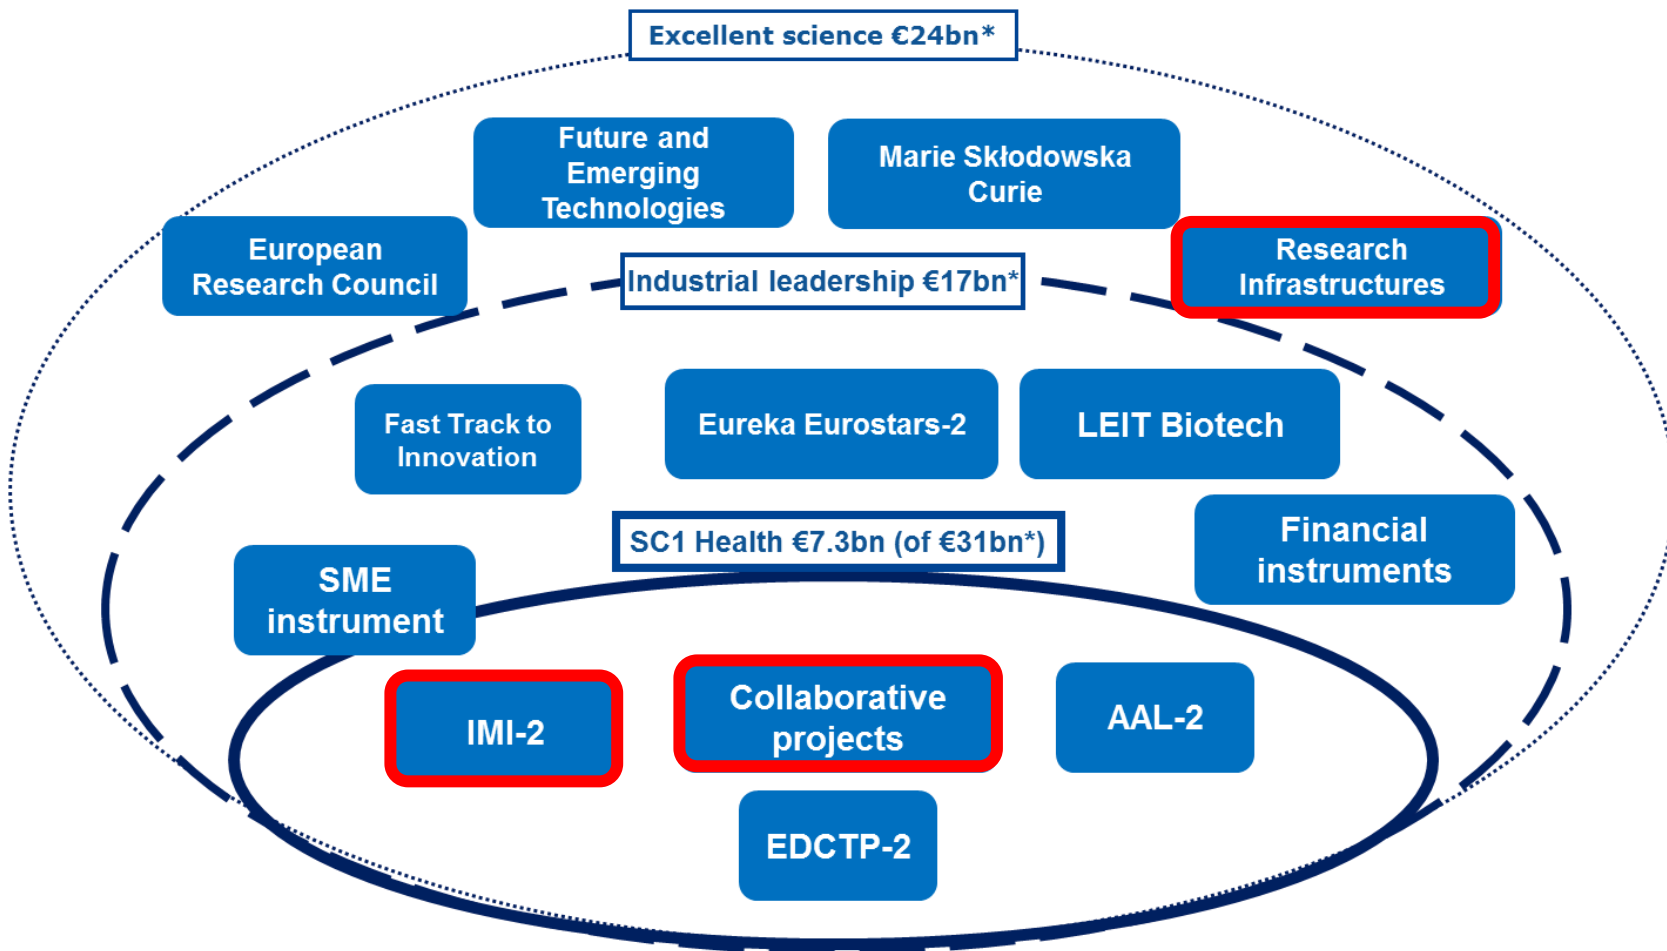 Excellent science €24bn*
Future and
Emerging
Technologies
Marie Skłodowska
Curie
European
Research Council
Research
Infrastructures
Industrial leadership €17bn*
Fast Track to
Innovation
Eureka Eurostars-2
LEIT Biotech
SC1 Health €7.3bn (of €31bn*)
Financial
instruments
SME
instrument
IMI-2
Collaborative
projects
AAL-2
EDCTP-2